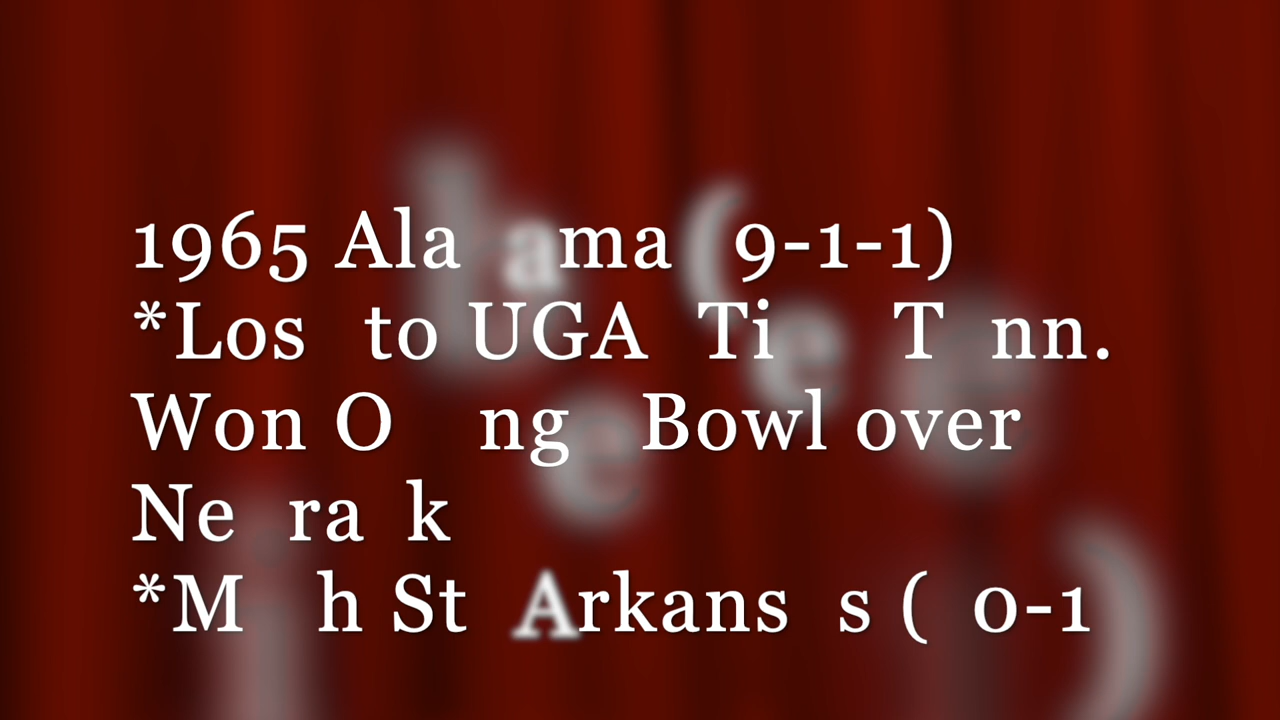 1965 Ala ama (9-1-1)
*Los to UGA Ti T nn.
Won O ng Bowl over
Ne ra k
*M h St Arkans s ( 0-1